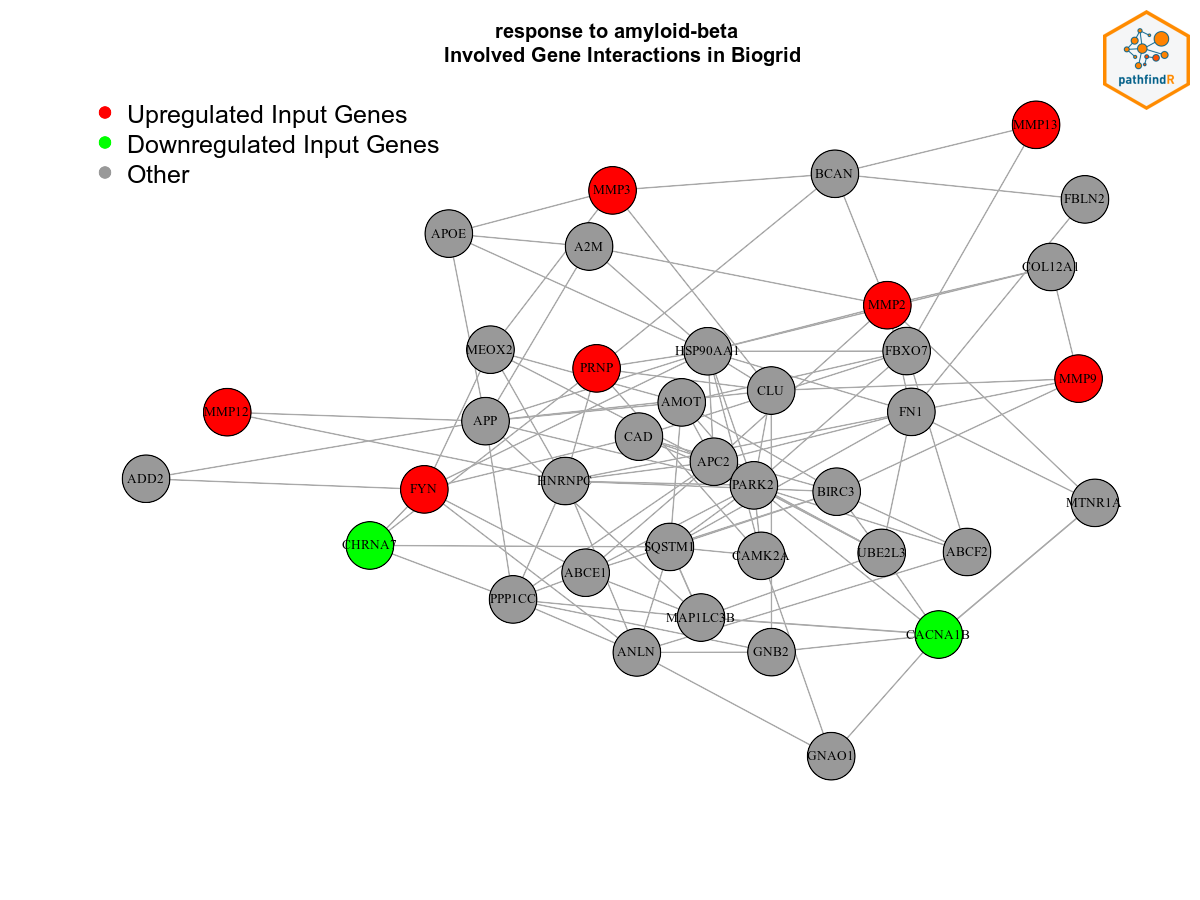 response to amyloid-beta
Involved Gene Interactions in Biogrid
pathfindR
Upregulated Input Genes
Downregulated Input Genes
Other
MMP13
BCAN
MMP3
FBLN2
APOE
A2M
COL12A1
MMP2
MEOX2
HSP90AA1
FBXO7
PRNP
MMP9
CLU
AMOT
MMP12
FN1
APP
CAD
APC2
ADD2
HNRNPC
PARK2
FYN
BIRC3
MTNR1A
CHRNA7
SQSTM1
CAMK2A
UBE2L3
ABCF2
ABCE1
PPP1CC
MAP1LC3B
CACNA1B
ANLN
GNB2
GNAO1